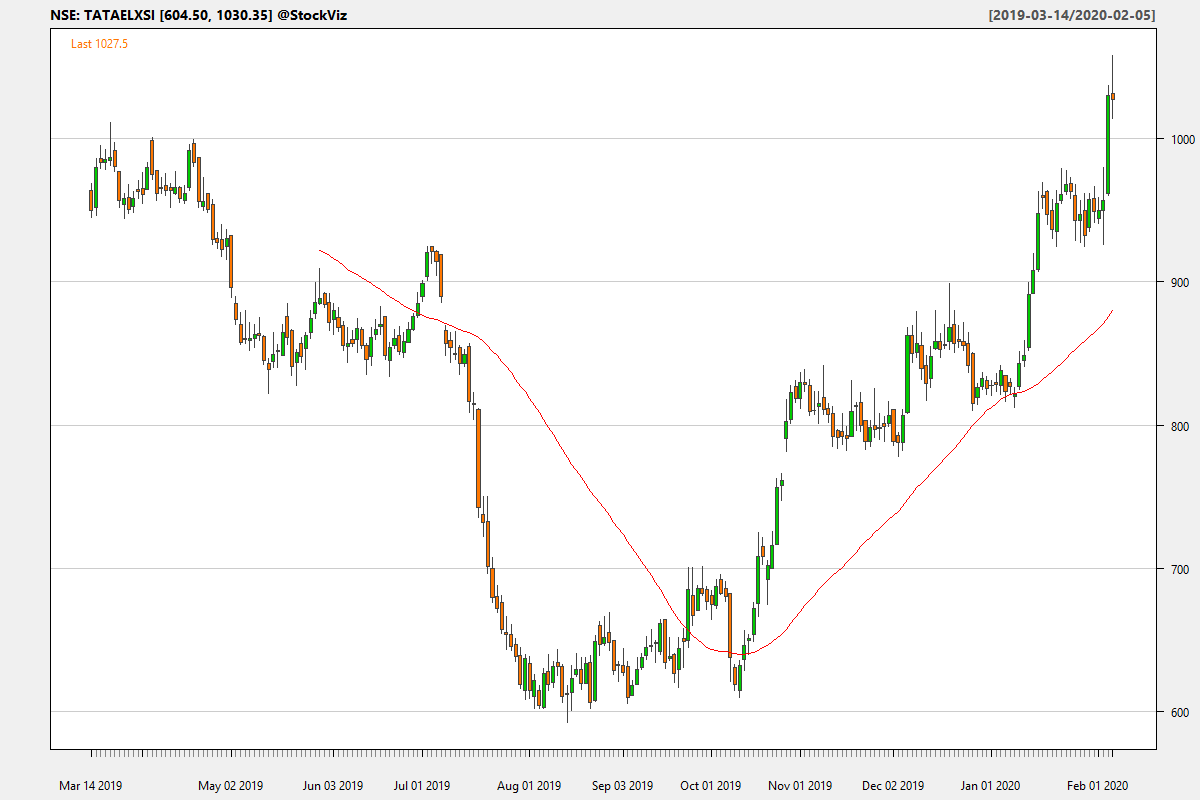 NSE: TATAELXSI [604.50, 1030.35] @StockViz [2019-03-14/2020-02-05]
Last 1027.5
1000
900
800
700
600
Mar 14 2019 May 02 2019 Jun 03 2019 Jul 01 2019 Aug 01 2019 Sep 03 2019 Oct 01 2019 Nov 01 2019 Dec 02 2019 Jan 01 2020 Feb 01 2020